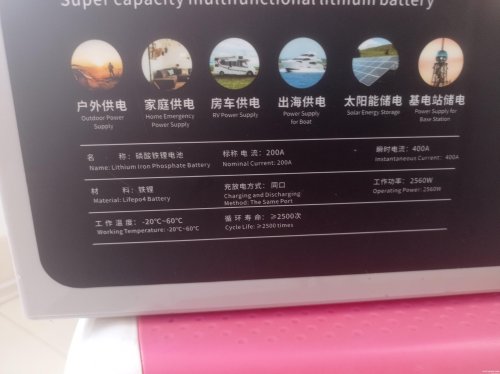 Super capacity multifunctional lithium battery
户外供电 家庭供电 房车供电 出海供电 太阳能储电 基电站储电
Outdoor Power Supply
Home Emergency Power Supply
RV Power Supply
Power Supply for Boat
Solar Energy Storage
Power Supply for Base Station
名 称：磷酸铁锂电池 标称电流：200A 瞬时电流：400A
Name: Lithium Iron Phosphate Battery Nominal Current: 200A Instantaneous Current: 400A
材 料：铁锂 充放电方式：同口 工作功率：2560W
Material: Lifepo4 Battery Charging and Discharging Method: The Same Port Operating Power: 2560W
工作温度：-20℃~60℃ 循环寿命：≥2500次
Working Temperature: -20℃~60℃ Cycle Life: ≥2500 times